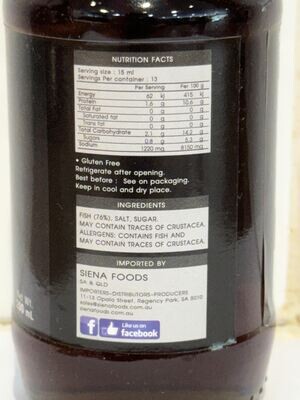 NUTRITION FACTS
Serving size : 15 ml
Servings Per container : 13
Per Serving Per 100 g
Energy 62 kj 415 kj
Protein 1.6 g 10.6 g
Total Fat 0 g 0 g
Saturated fat 0 g 0 g
Trans fat 0 g 0 g
Total Carbohydrate 2.1 g 14.2 g
Sugars 0.8 g 5.3 g
Sodium 1220 mg 8150 mg
• Gluten Free
Refrigerate after opening.
Best before : See on packaging.
Keep in cool and dry place.
INGREDIENTS
FISH (76%), SALT, SUGAR.
MAY CONTAIN TRACES OF CRUSTACEA.
ALLERGENS: CONTAINS FISH AND
MAY CONTAIN TRACES OF CRUSTACEA.
IMPORTED BY
SIENA FOODS
SA & QLD
IMPORTERS-DISTRIBUTORS-PRODUCERS
11-13 Opala Street, Regency Park, SA 5010
sales@sienafoods.com.au
sienafoods.com.au
f Like us on
facebook